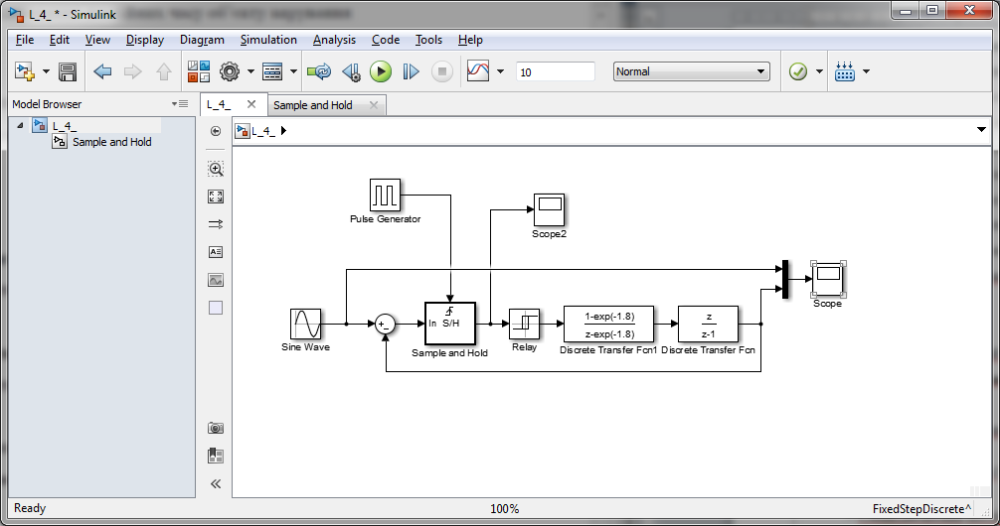 L_4_ * - Simulink
File Edit View Display Diagram Simulation Analysis Code Tools Help
10 Normal
Model Browser
L_4_ Sample and Hold
L_4_
Sample and Hold
L_4_
Pulse Generator
Scope2
Scope
Sine Wave
+
-
In S/H
Sample and Hold
Relay
1-exp(-1.8)
z-exp(-1.8)
Discrete Transfer Fcn1
z
z-1
Discrete Transfer Fcn
A
Ready 100% FixedStepDiscrete^